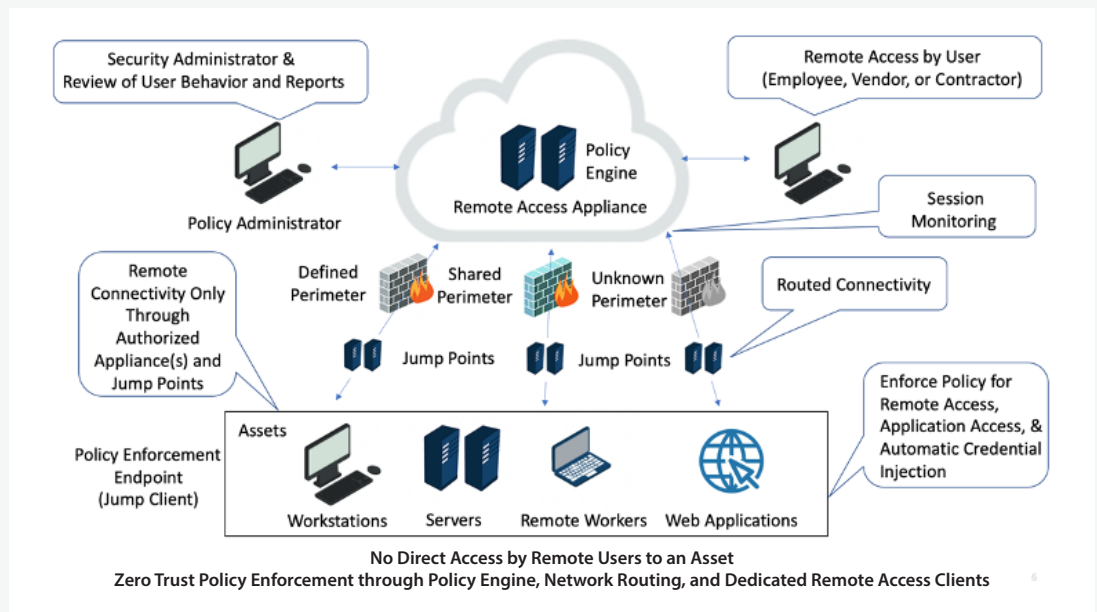 Security Administrator &
Review of User Behavior and Reports
Remote Access by User
(Employee, Vendor, or Contractor)
Policy
Engine
Remote Access Appliance
Policy Administrator
Session
Monitoring
Remote
Connectivity Only
Through
Authorized
Appliance(s) and
Jump Points
Defined
Perimeter
Shared
Perimeter
Unknown
Perimeter
Routed Connectivity
Jump Points
Jump Points
Enforce Policy for
Remote Access,
Application Access, &
Automatic Credential
Injection
Assets
Policy Enforcement
Endpoint
(Jump Client)
Workstations
Servers
Remote Workers
Web Applications
No Direct Access by Remote Users to an Asset
Zero Trust Policy Enforcement through Policy Engine, Network Routing, and Dedicated Remote Access Clients
6